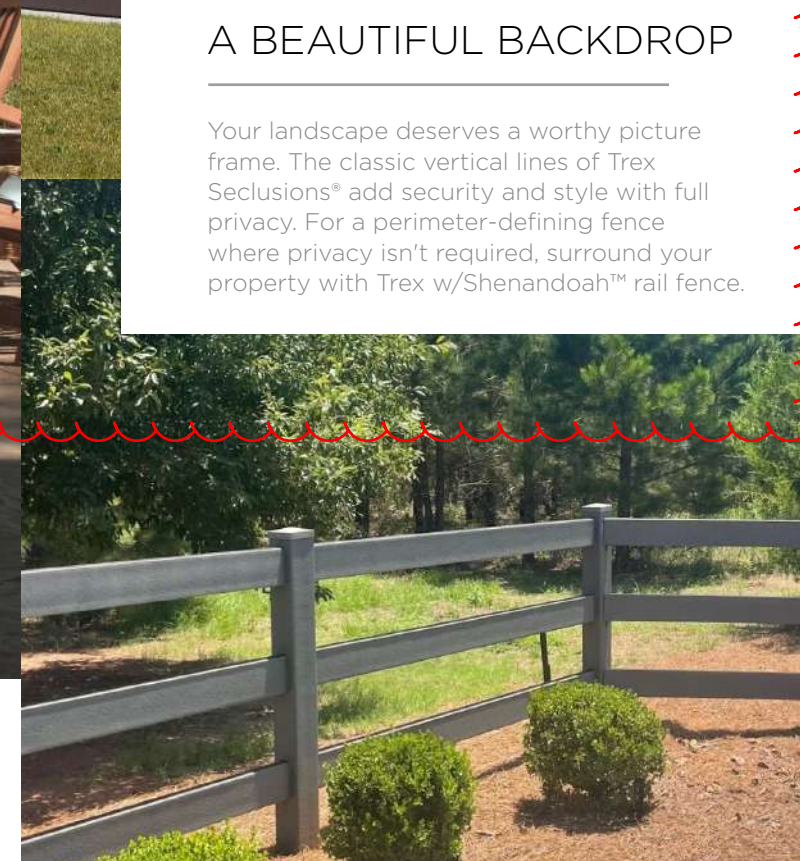 A BEAUTIFUL BACKDROP
Your landscape deserves a worthy picture
frame. The classic vertical lines of Trex
Seclusions® add security and style with full
privacy. For a perimeter-defining fence
where privacy isn't required, surround your
property with Trex w/Shenandoah™ rail fence.